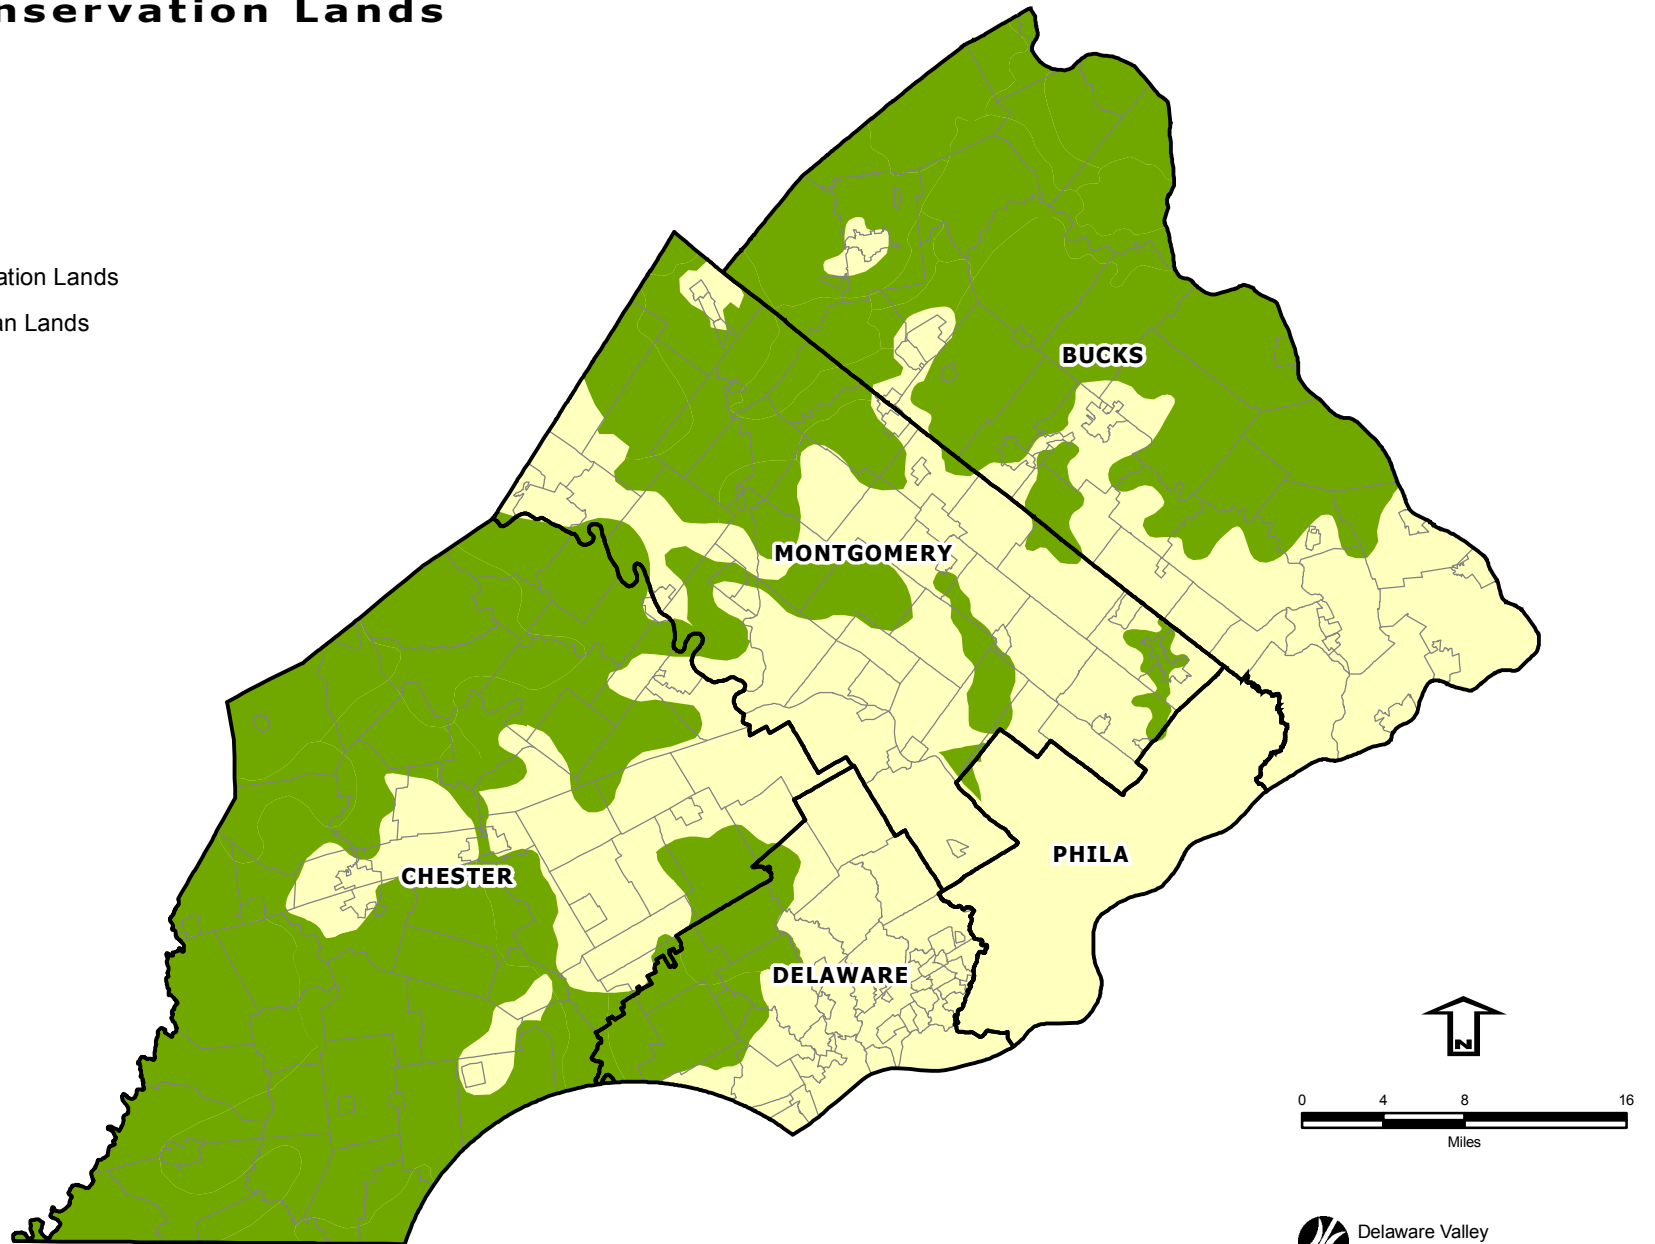 nservation Lands
ation Lands
an Lands
BUCKS
MONTGOMERY
PHILA
CHESTER
DELAWARE
N
0 4 8 16
Miles
Delaware Valley